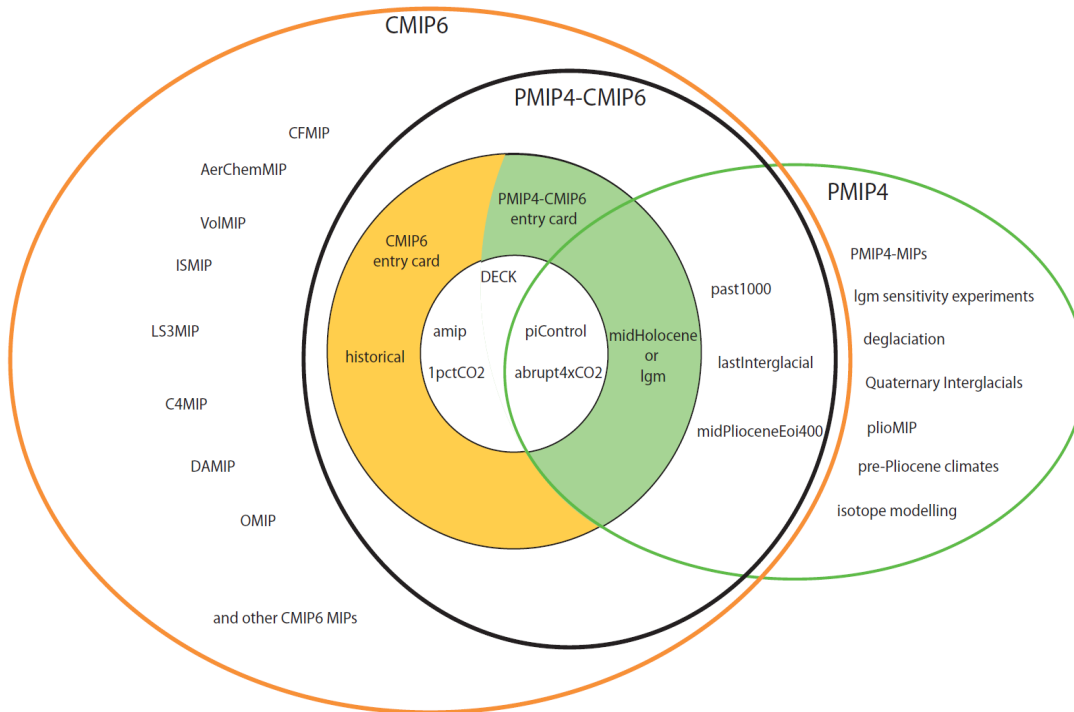 CMIP6
PMIP4-CMIP6
PMIP4
CFMIP
AerChemMIP
VolMIP
ISMIP
LS3MIP
C4MIP
DAMIP
OMIP
and other CMIP6 MIPs
CMIP6
entry card
historical
PMIP4-CMIP6
entry card
DECK
amip
1pctCO2
piControl
abrupt4xCO2
midHolocene
or
lgm
past1000
lastInterglacial
midPlioceneEoi400
PMIP4-MIPs
lgm sensitivity experiments
deglaciation
Quaternary Interglacials
plioMIP
pre-Pliocene climates
isotope modelling